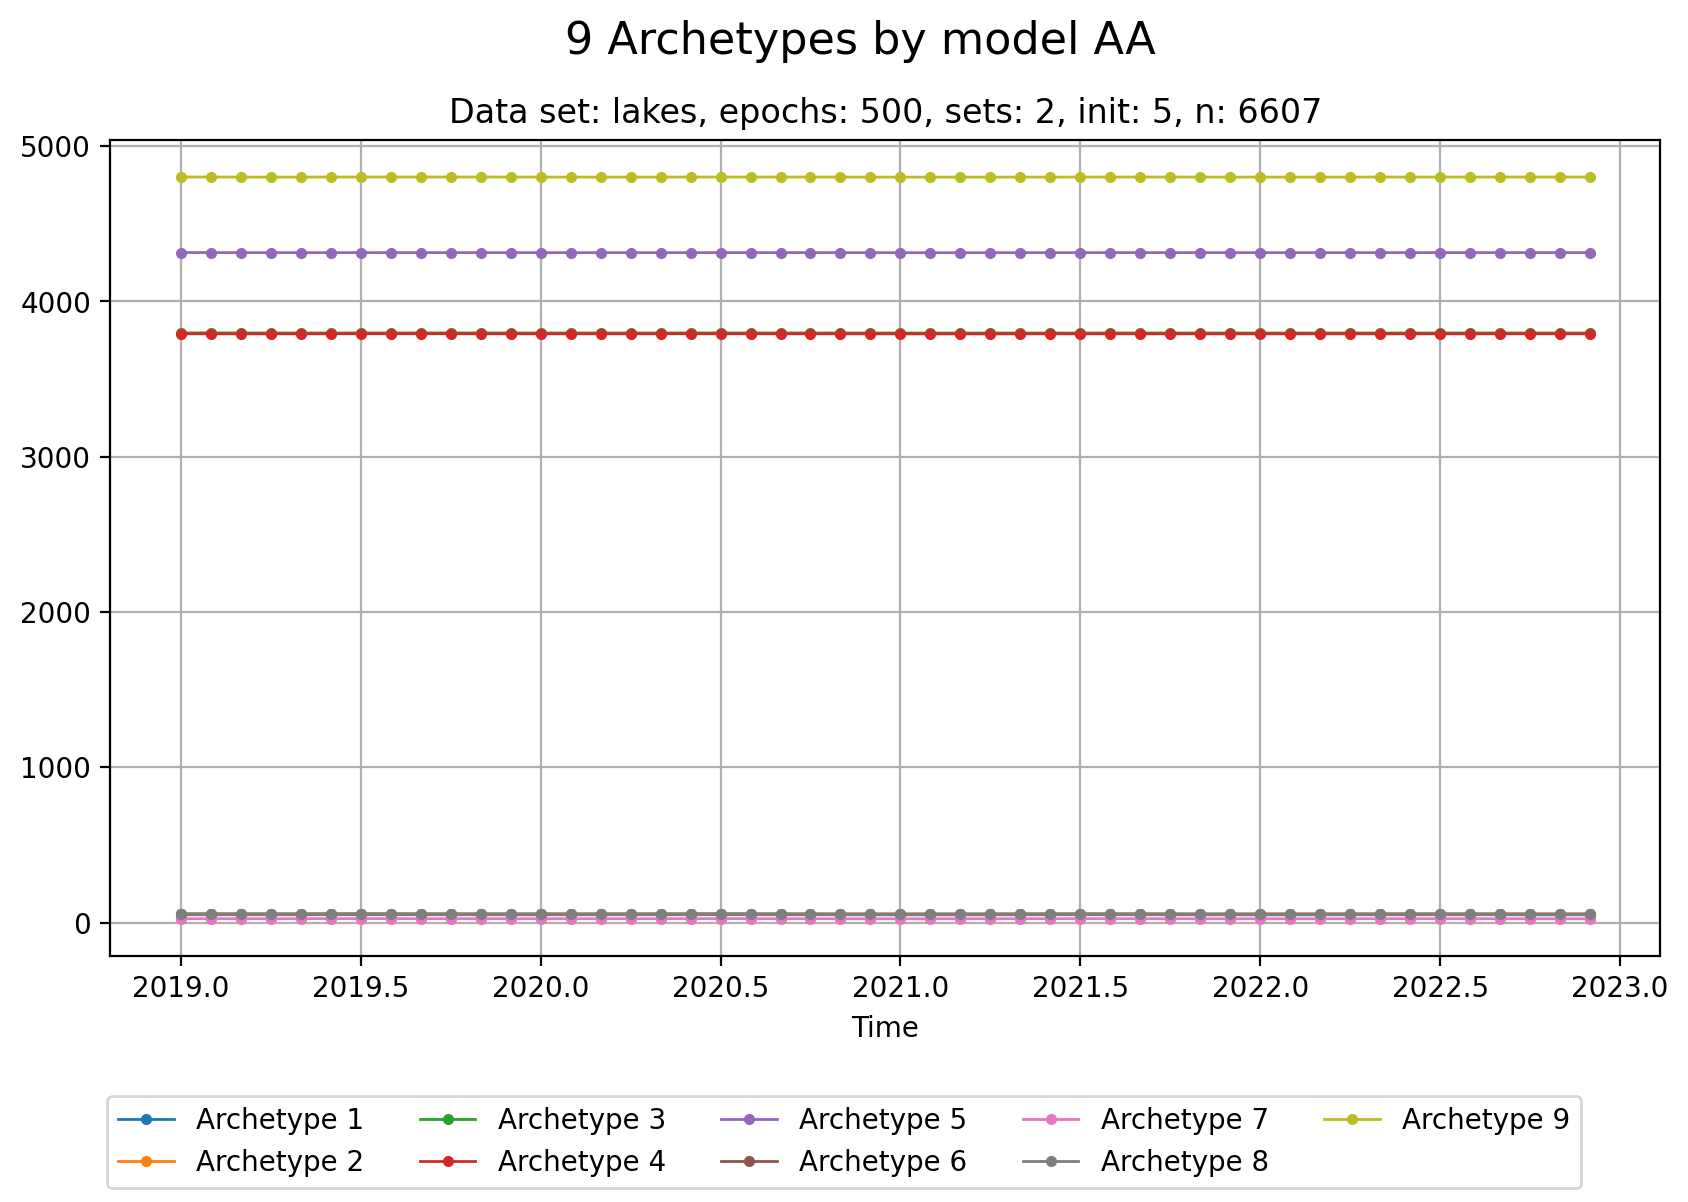 9 Archetypes by model AA
Data set: lakes, epochs: 500, sets: 2, init: 5, n: 6607
5000
4000
3000
2000
1000
0
2019.0 2019.5 2020.0 2020.5 2021.0 2021.5 2022.0 2022.5 2023.0
Time
Archetype 1 Archetype 3 Archetype 5 Archetype 7 Archetype 9
Archetype 2 Archetype 4 Archetype 6 Archetype 8